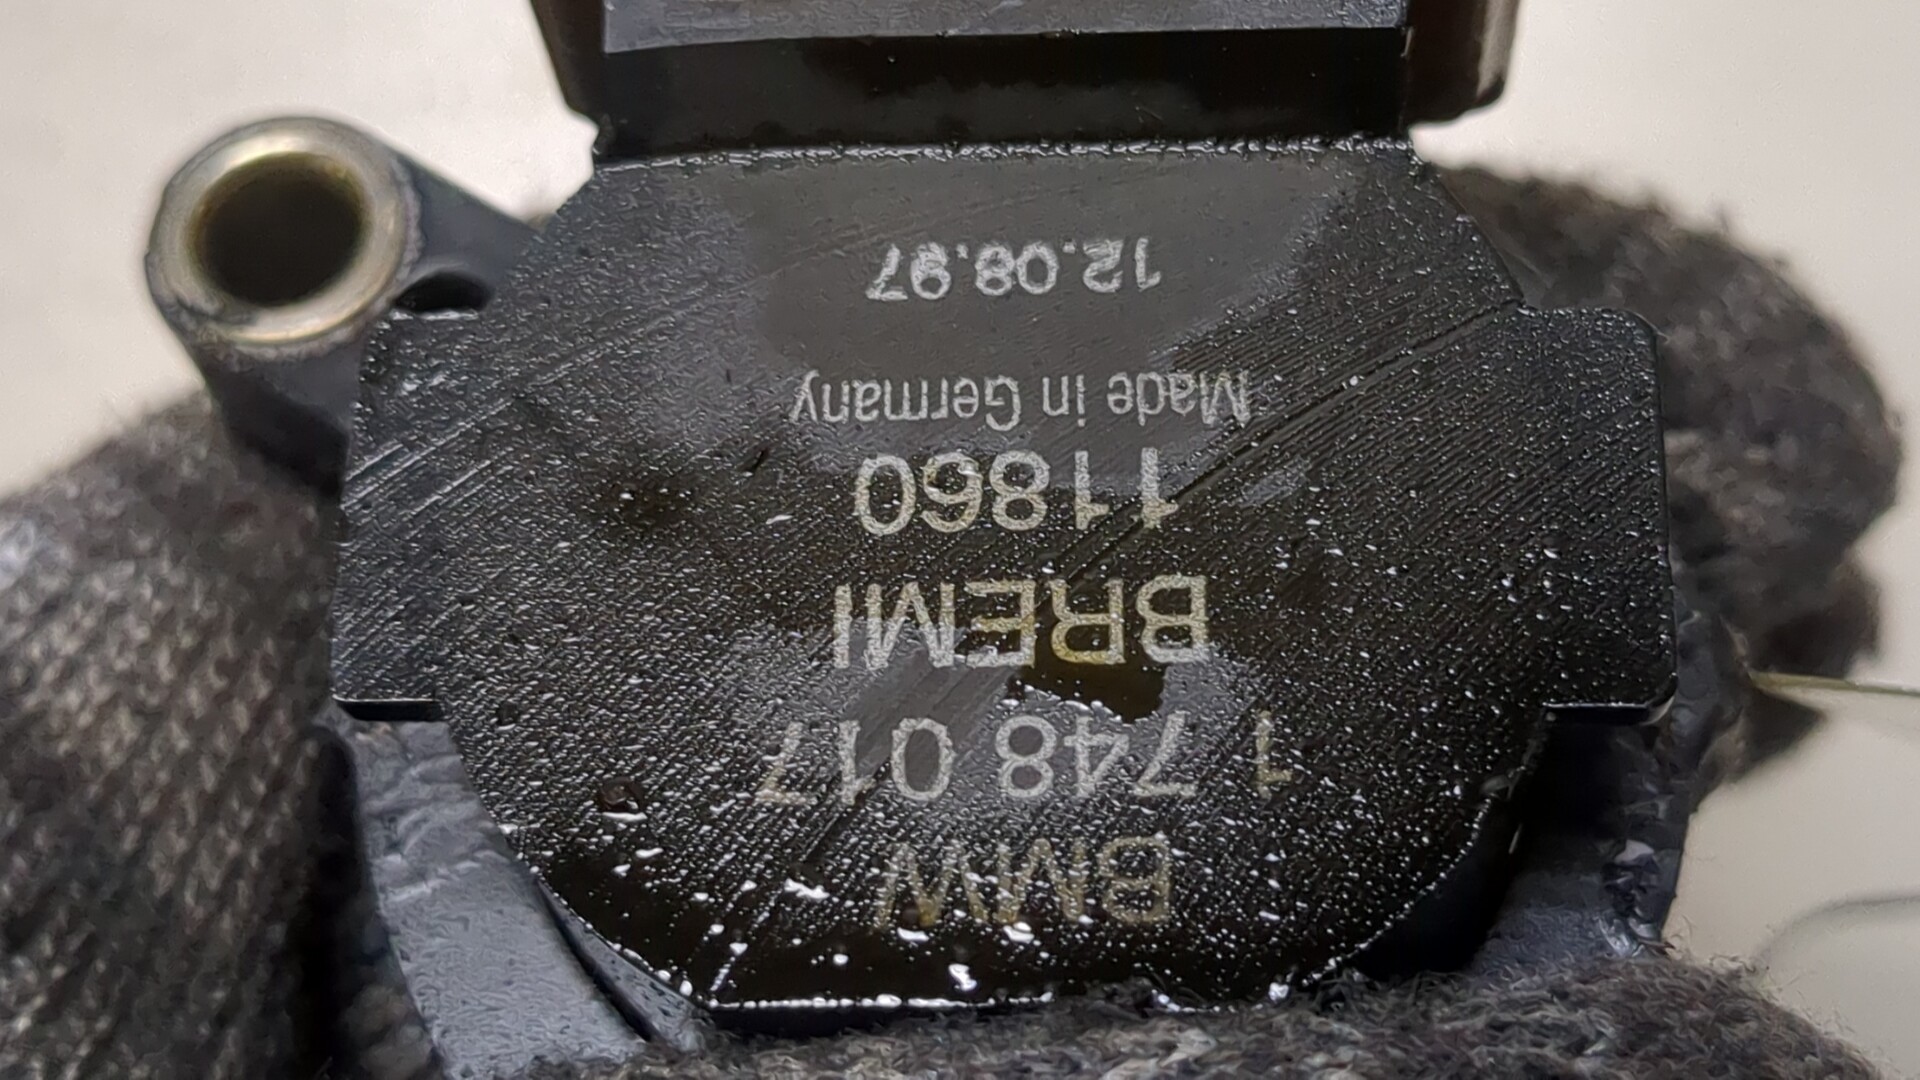 BMW
1 748 017
BREMI
11860
Made in Germany
12.08.97